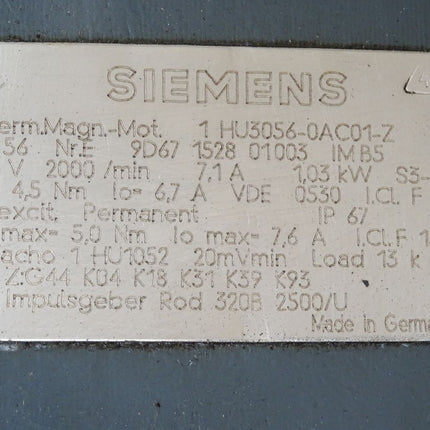 SIEMENS
erm.Magn.-Mot. 1 HU3056-0AC01-Z
56 Nr.E 9D67 1528 01003 IM B5
V 2000 /min 7,1 A 1,03 kW S3-
4,5 Nm Io= 6,7 A VDE 0530 I.Cl. F
excit. Permanent IP 67
max= 5,0 Nm Io max= 7,6 A I.Cl.F 1
acho 1 HU1052 20mVmin Load 13 k
Z:G44 K04 K18 K31 K39 K93
Impulsgeber Rod 320B 2500/U
Made in Germa